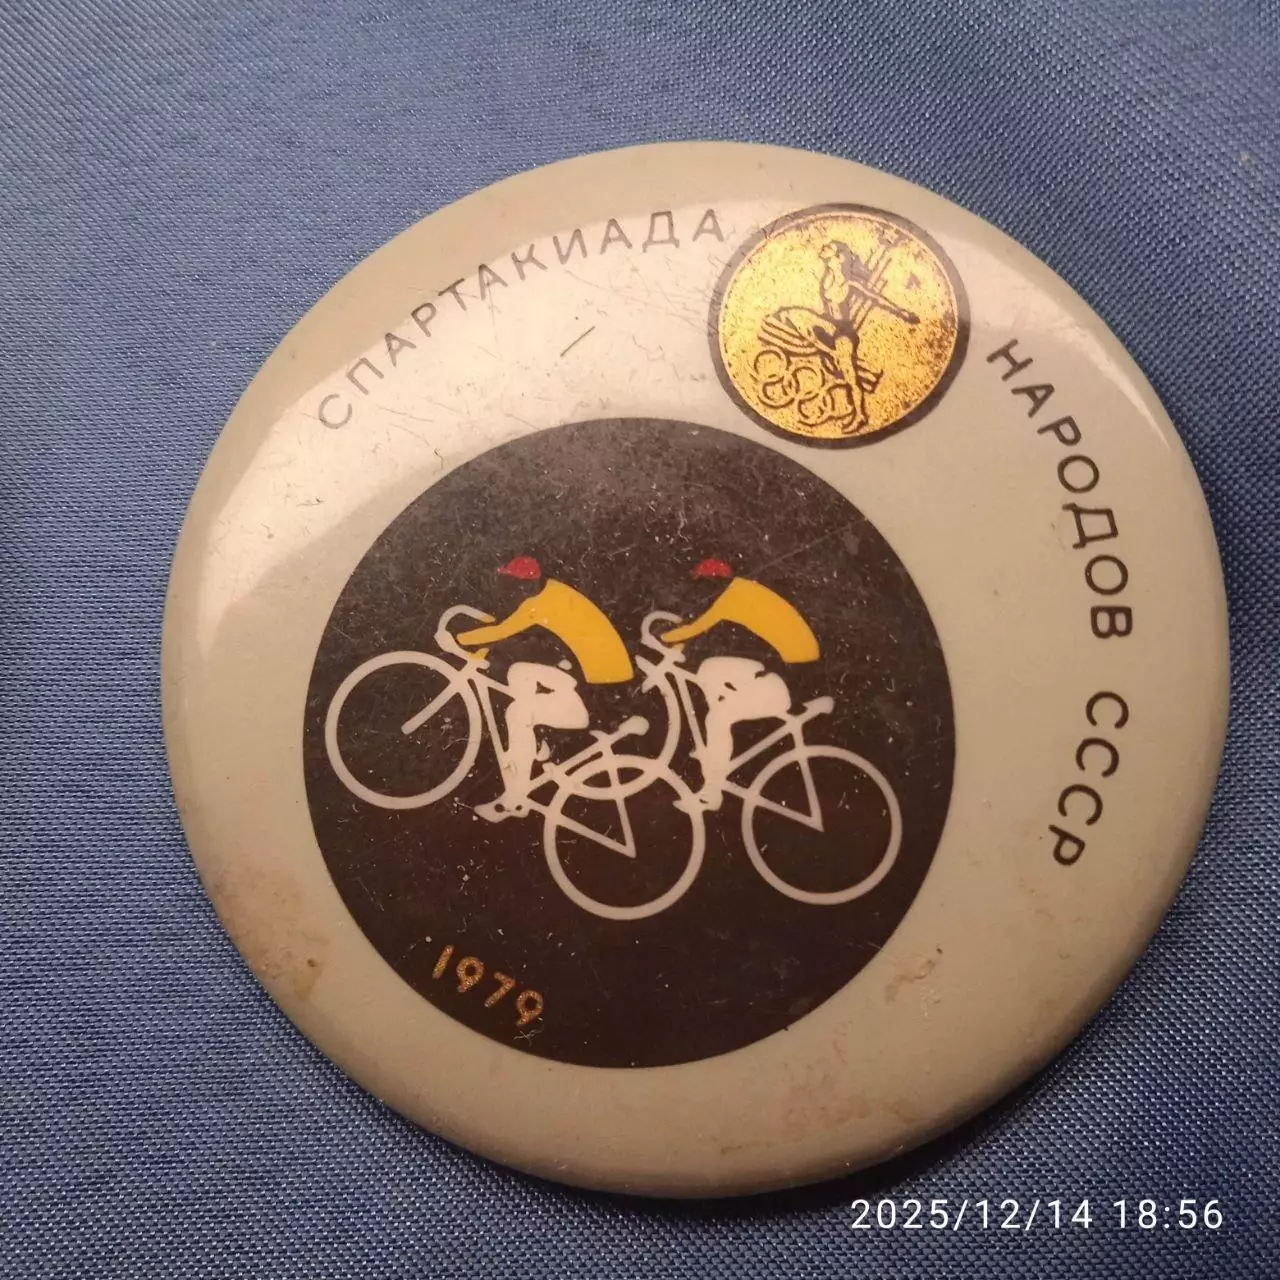 СПАРТАКИАДА
НАРОДОВ СССР
1979
2025/12/14 18:56